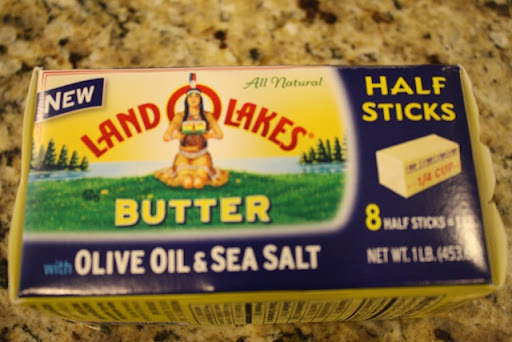 NEW
All Natural
LAND O LAKES®
BUTTER
with OLIVE OIL & SEA SALT
HALF
STICKS
1/4 CUP
8 HALF STICKS =
NET WT. 1 LB. (453.